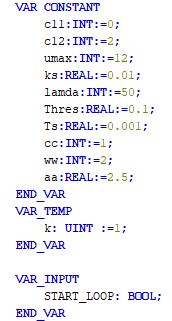 VAR CONSTANT
cl1:INT:=0;
cl2:INT:=2;
umax:INT:=12;
ks:REAL:=0.01;
lamda:INT:=50;
Thres:REAL:=0.1;
Ts:REAL:=0.001;
cc:INT:=1;
ww:INT:=2;
aa:REAL:=2.5;
END_VAR
VAR_TEMP
k: UINT :=1;
END_VAR
VAR_INPUT
START_LOOP: BOOL;
END_VAR